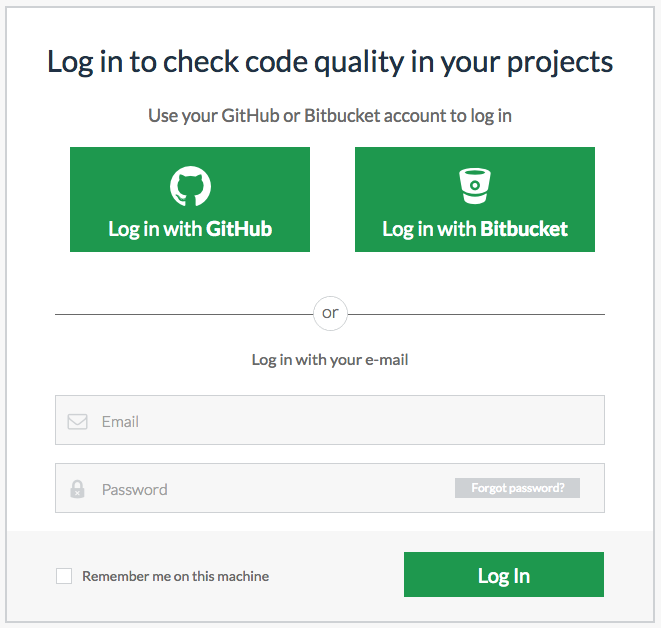 Log in to check code quality in your projects
Use your GitHub or Bitbucket account to log in
Log in with GitHub
Log in with Bitbucket
or
Log in with your e-mail
Email
Password
Forgot password?
Remember me on this machine
Log In